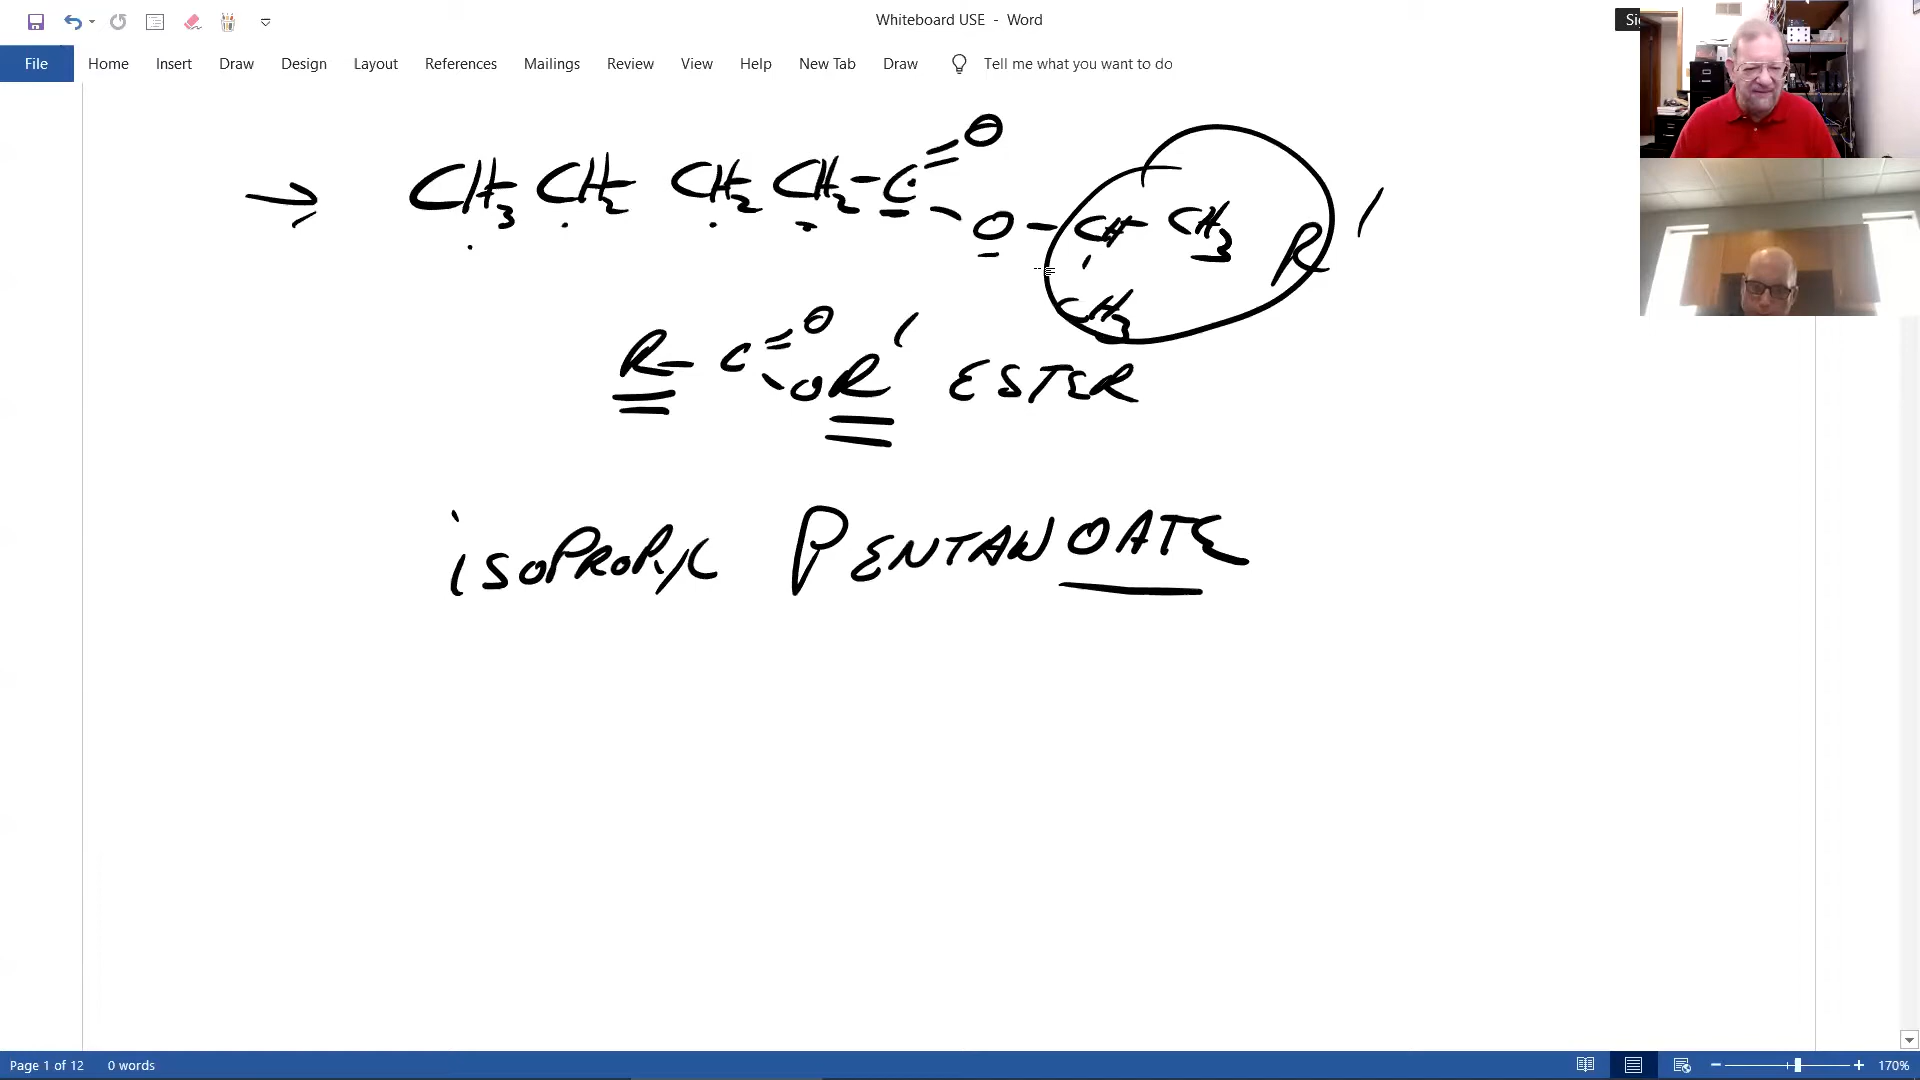 Whiteboard USE - Word
Si
File Home Insert Draw Design Layout References Mailings Review View Help New Tab Draw Tell me what you want to do
O
CH3 CH2 CH2 CH2-C=
O - CH CH3 R'
CH3
R- C =O OR' ESTER
isoPROPYL PENTANOATE
Page 1 of 12 0 words 170%